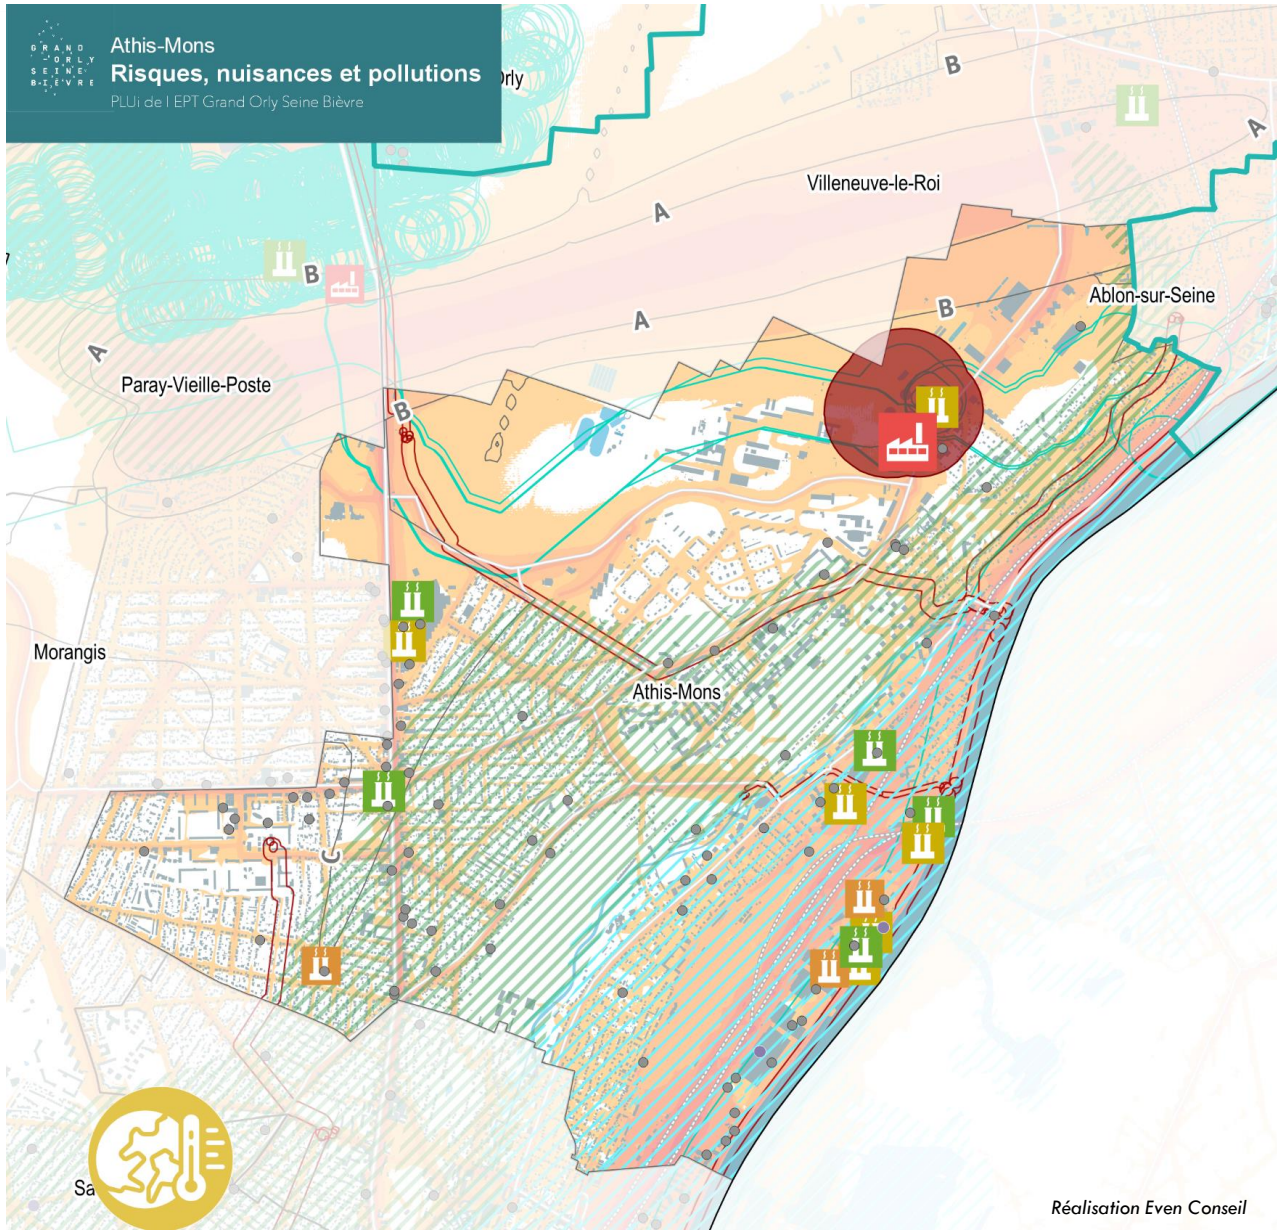 GRAND
ORLY
SEINE
BIÈVRE
Athis-Mons
Risques, nuisances et pollutions
PLUi de l EPT Grand Orly Seine Bièvre
Orly
B
A
Villeneuve-le-Roi
A
B
Ablon-sur-Seine
B
A
A
Paray-Vieille-Poste
B
Morangis
Athis-Mons
C
Sa
Réalisation Even Conseil